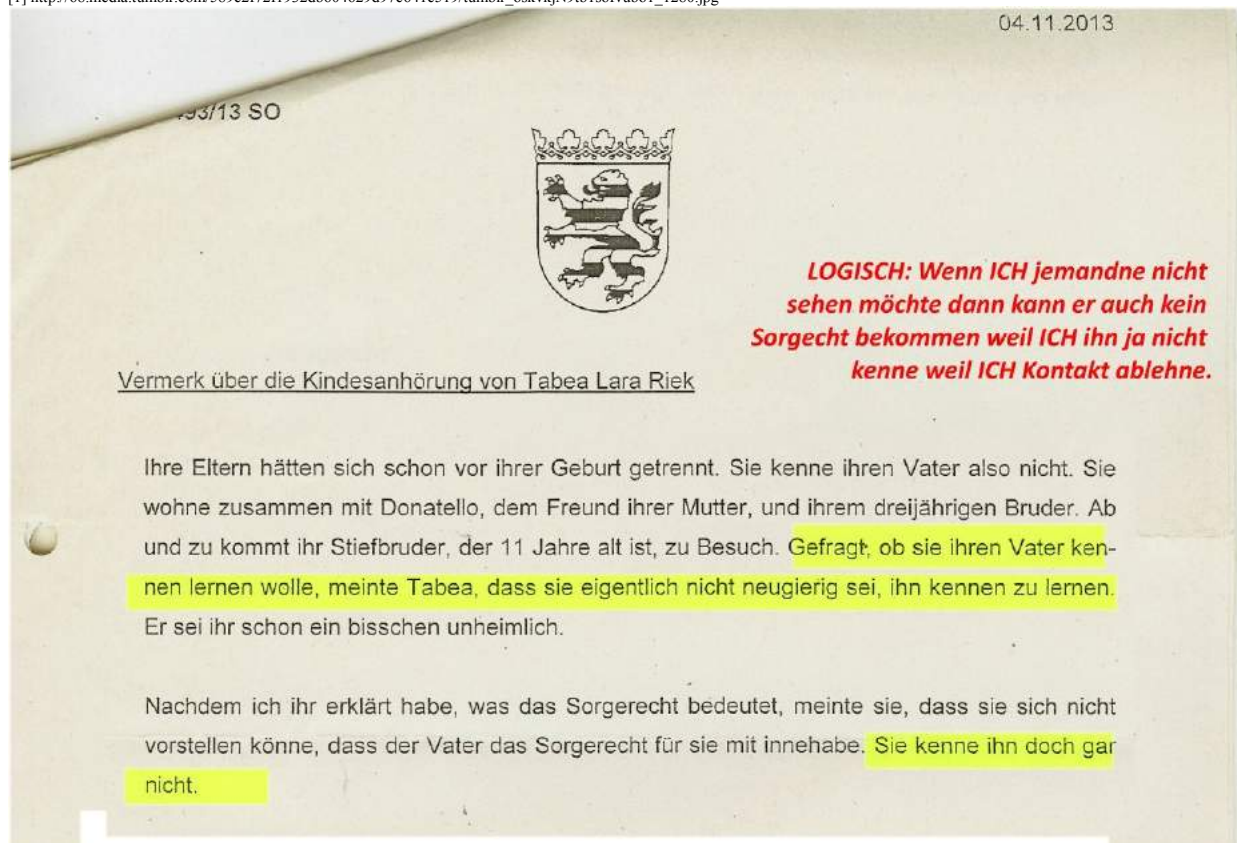 04.11.2013
93/13 SO
LOGISCH: Wenn ICH jemandne nicht
sehen möchte dann kann er auch kein
Sorgecht bekommen weil ICH ihn ja nicht
kenne weil ICH Kontakt ablehne.
Vermerk über die Kindesanhörung von Tabea Lara Riek
Ihre Eltern hätten sich schon vor ihrer Geburt getrennt. Sie kenne ihren Vater also nicht. Sie
wohne zusammen mit Donatello, dem Freund ihrer Mutter, und ihrem dreijährigen Bruder. Ab
und zu kommt ihr Stiefbruder, der 11 Jahre alt ist, zu Besuch. Gefragt, ob sie ihren Vater ken-
nen lernen wolle, meinte Tabea, dass sie eigentlich nicht neugierig sei, ihn kennen zu lernen.
Er sei ihr schon ein bisschen unheimlich.
Nachdem ich ihr erklärt habe, was das Sorgerecht bedeutet, meinte sie, dass sie sich nicht
vorstellen könne, dass der Vater das Sorgerecht für sie mit innehabe. Sie kenne ihn doch gar
nicht.